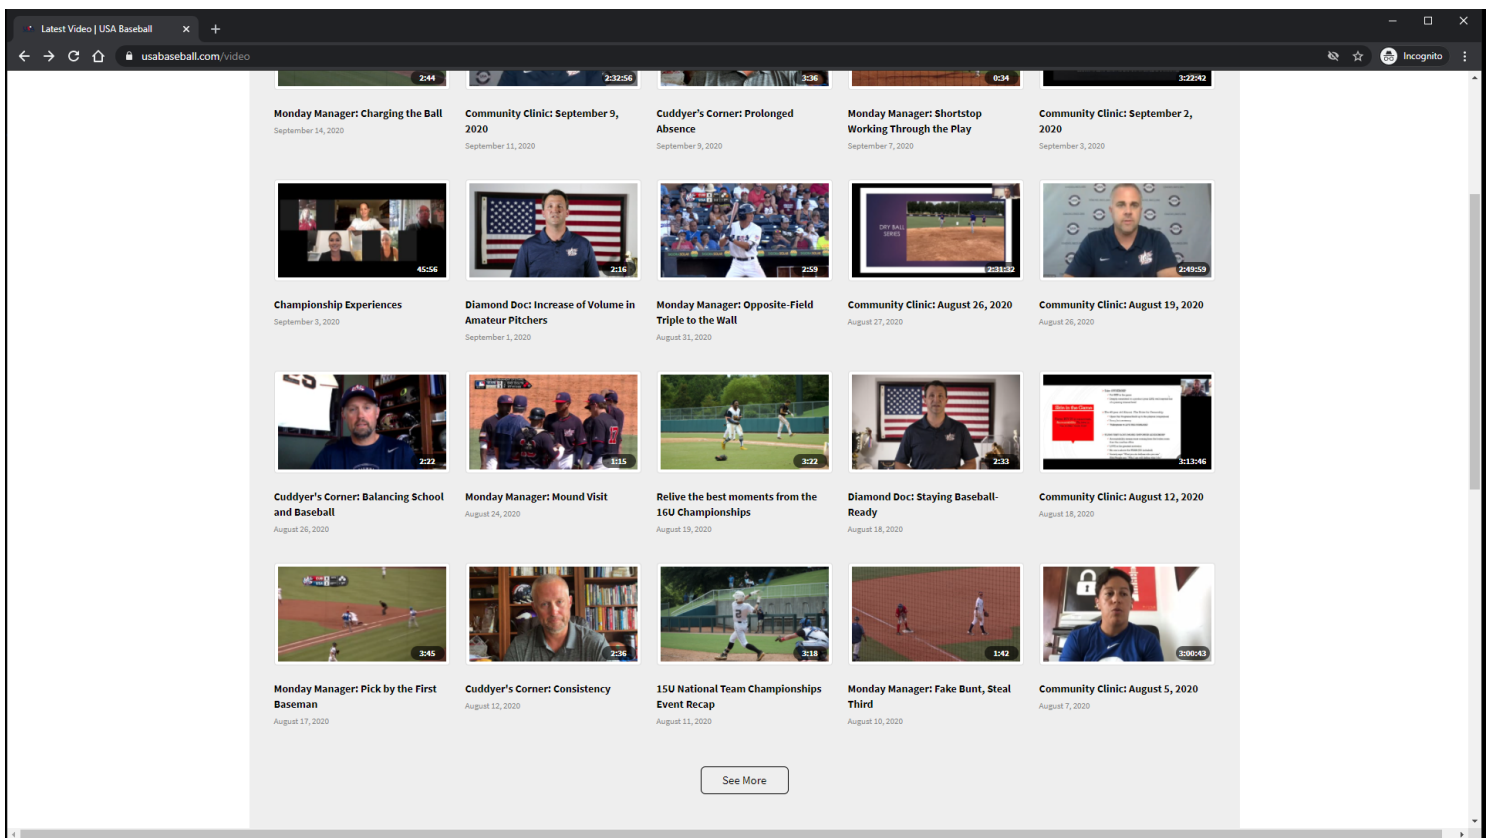 Latest Video | USA Baseball
usabaseball.com/video
Incognito
2:44
2:32:56
3:36
0:34
3:22:42
Monday Manager: Charging the Ball
September 14, 2020
Community Clinic: September 9,
2020
September 11, 2020
Cuddyer's Corner: Prolonged
Absence
September 9, 2020
Monday Manager: Shortstop
Working Through the Play
September 7, 2020
Community Clinic: September 2,
2020
September 3, 2020
45:56
2:16
2:59
DRY BALL
SERIES
2:31:32
2:49:59
Championship Experiences
September 3, 2020
Diamond Doc: Increase of Volume in
Amateur Pitchers
September 1, 2020
Monday Manager: Opposite-Field
Triple to the Wall
August 31, 2020
Community Clinic: August 26, 2020
August 27, 2020
Community Clinic: August 19, 2020
August 26, 2020
2:22
1:15
3:22
2:33
3:13:46
Cuddyer's Corner: Balancing School
and Baseball
August 26, 2020
Monday Manager: Mound Visit
August 24, 2020
Relive the best moments from the
16U Championships
August 19, 2020
Diamond Doc: Staying Baseball-
Ready
August 18, 2020
Community Clinic: August 12, 2020
August 18, 2020
3:45
2:36
3:18
1:42
3:00:43
Monday Manager: Pick by the First
Baseman
August 17, 2020
Cuddyer's Corner: Consistency
August 12, 2020
15U National Team Championships
Event Recap
August 11, 2020
Monday Manager: Fake Bunt, Steal
Third
August 10, 2020
Community Clinic: August 5, 2020
August 7, 2020
See More